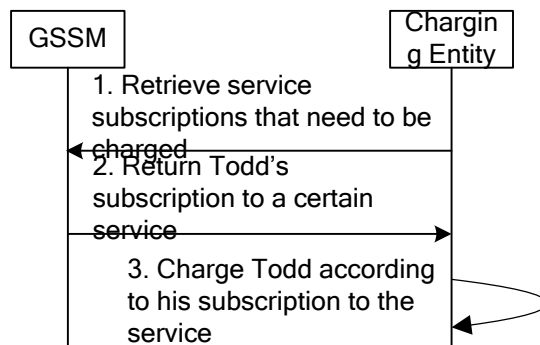 GSSM
Chargin
g Entity
1. Retrieve service
subscriptions that need to be
charged
2. Return Todd's
subscription to a certain
service
3. Charge Todd according
to his subscription to the
service